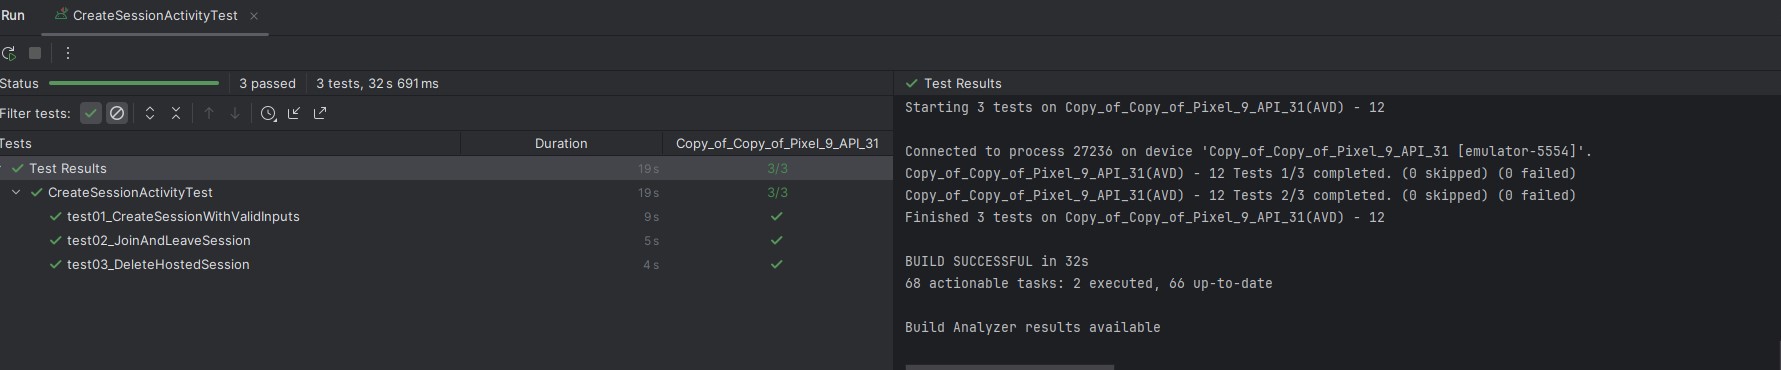 Run CreateSessionActivityTest
Status 3 passed 3 tests, 32 s 691 ms
Filter tests:
Tests Duration Copy_of_Copy_of_Pixel_9_API_31
Test Results 19 s 3/3
CreateSessionActivityTest 19 s 3/3
test01_CreateSessionWithValidInputs 9 s
test02_JoinAndLeaveSession 5 s
test03_DeleteHostedSession 4 s
Test Results
Starting 3 tests on Copy_of_Copy_of_Pixel_9_API_31(AVD) - 12
Connected to process 27236 on device 'Copy_of_Copy_of_Pixel_9_API_31 [emulator-5554]'.
Copy_of_Copy_of_Pixel_9_API_31(AVD) - 12 Tests 1/3 completed. (0 skipped) (0 failed)
Copy_of_Copy_of_Pixel_9_API_31(AVD) - 12 Tests 2/3 completed. (0 skipped) (0 failed)
Finished 3 tests on Copy_of_Copy_of_Pixel_9_API_31(AVD) - 12
BUILD SUCCESSFUL in 32s
68 actionable tasks: 2 executed, 66 up-to-date
Build Analyzer results available